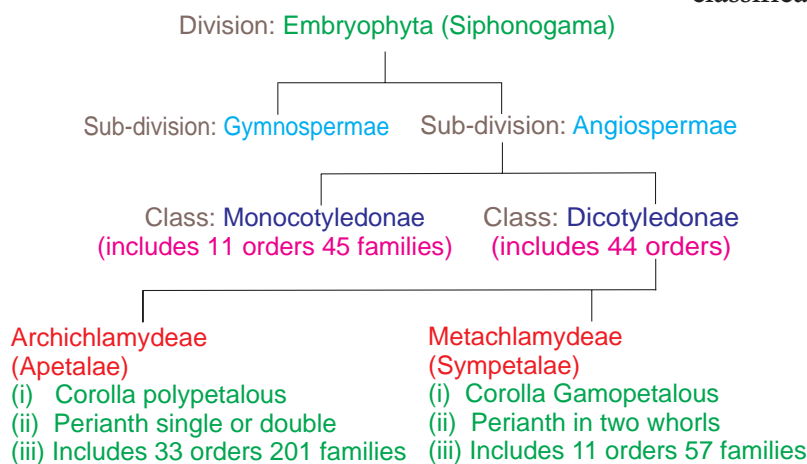 Division: Embryophyta (Siphonogama)
Sub-division: Gymnospermae
Sub-division: Angiospermae
Class: Monocotyledonae
(includes 11 orders 45 families)
Class: Dicotyledonae
(includes 44 orders)
Archichlamydeae
(Apetalae)
(i) Corolla polypetalous
(ii) Perianth single or double
(iii) Includes 33 orders 201 families
Metachlamydeae
(Sympetalae)
(i) Corolla Gamopetalous
(ii) Perianth in two whorls
(iii) Includes 11 orders 57 families